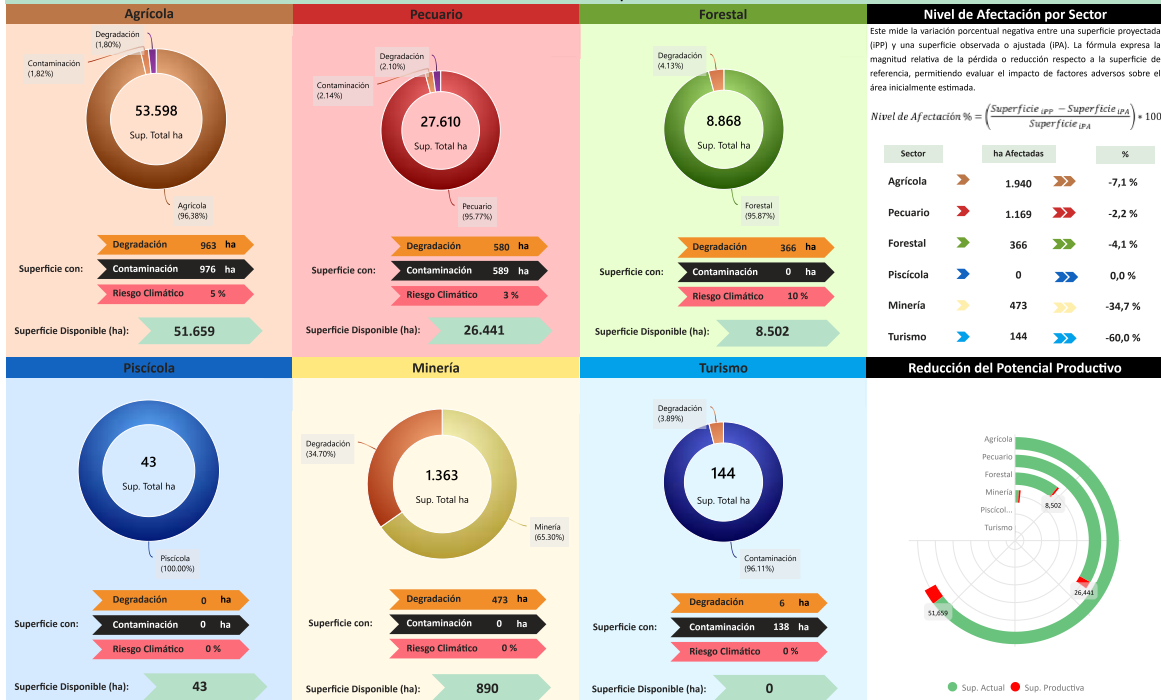 Agrícola
Degradación
(1,80%)
Contaminación
(1,82%)
53.598
Sup. Total ha
Agrícola
(96,38%)
Superficie con:
Degradación 963 ha
Contaminación 976 ha
Riesgo Climático 5 %
Superficie Disponible (ha): 51.659
Pecuario
Degradación
(2.10%)
Contaminación
(2.14%)
27.610
Sup. Total ha
Pecuario
(95.77%)
Superficie con:
Degradación 580 ha
Contaminación 589 ha
Riesgo Climático 3 %
Superficie Disponible (ha): 26.441
Forestal
Degradación
(4.13%)
8.868
Sup. Total ha
Forestal
(95.87%)
Superficie con:
Degradación 366 ha
Contaminación 0 ha
Riesgo Climático 10 %
Superficie Disponible (ha): 8.502
Nivel de Afectación por Sector
Este mide la variación porcentual negativa entre una superficie proyectada
(iPP) y una superficie observada o ajustada (iPA). La fórmula expresa la
magnitud relativa de la pérdida o reducción respecto a la superficie de
referencia, permitiendo evaluar el impacto de factores adversos sobre el
área inicialmente estimada.
Nivel de Afectación % = (Superficie iPP − Superficie iPA / Superficie iPA) * 100
Sector ha Afectadas %
Agrícola 1.940 -7,1 %
Pecuario 1.169 -2,2 %
Forestal 366 -4,1 %
Piscícola 0 0,0 %
Minería 473 -34,7 %
Turismo 144 -60,0 %
Piscícola
43
Sup. Total ha
Piscícola
(100.00%)
Superficie con:
Degradación 0 ha
Contaminación 0 ha
Riesgo Climático 0 %
Superficie Disponible (ha): 43
Minería
Degradación
(34.70%)
1.363
Sup. Total ha
Minería
(65.30%)
Superficie con:
Degradación 473 ha
Contaminación 0 ha
Riesgo Climático 0 %
Superficie Disponible (ha): 890
Turismo
Degradación
(3.89%)
144
Sup. Total ha
Contaminación
(96.11%)
Superficie con:
Degradación 6 ha
Contaminación 138 ha
Riesgo Climático 0 %
Superficie Disponible (ha): 0
Reducción del Potencial Productivo
Agrícola
Pecuario
Forestal
Minería
Piscícol...
Turismo
8,502
26,441
51,659
Sup. Actual Sup. Productiva